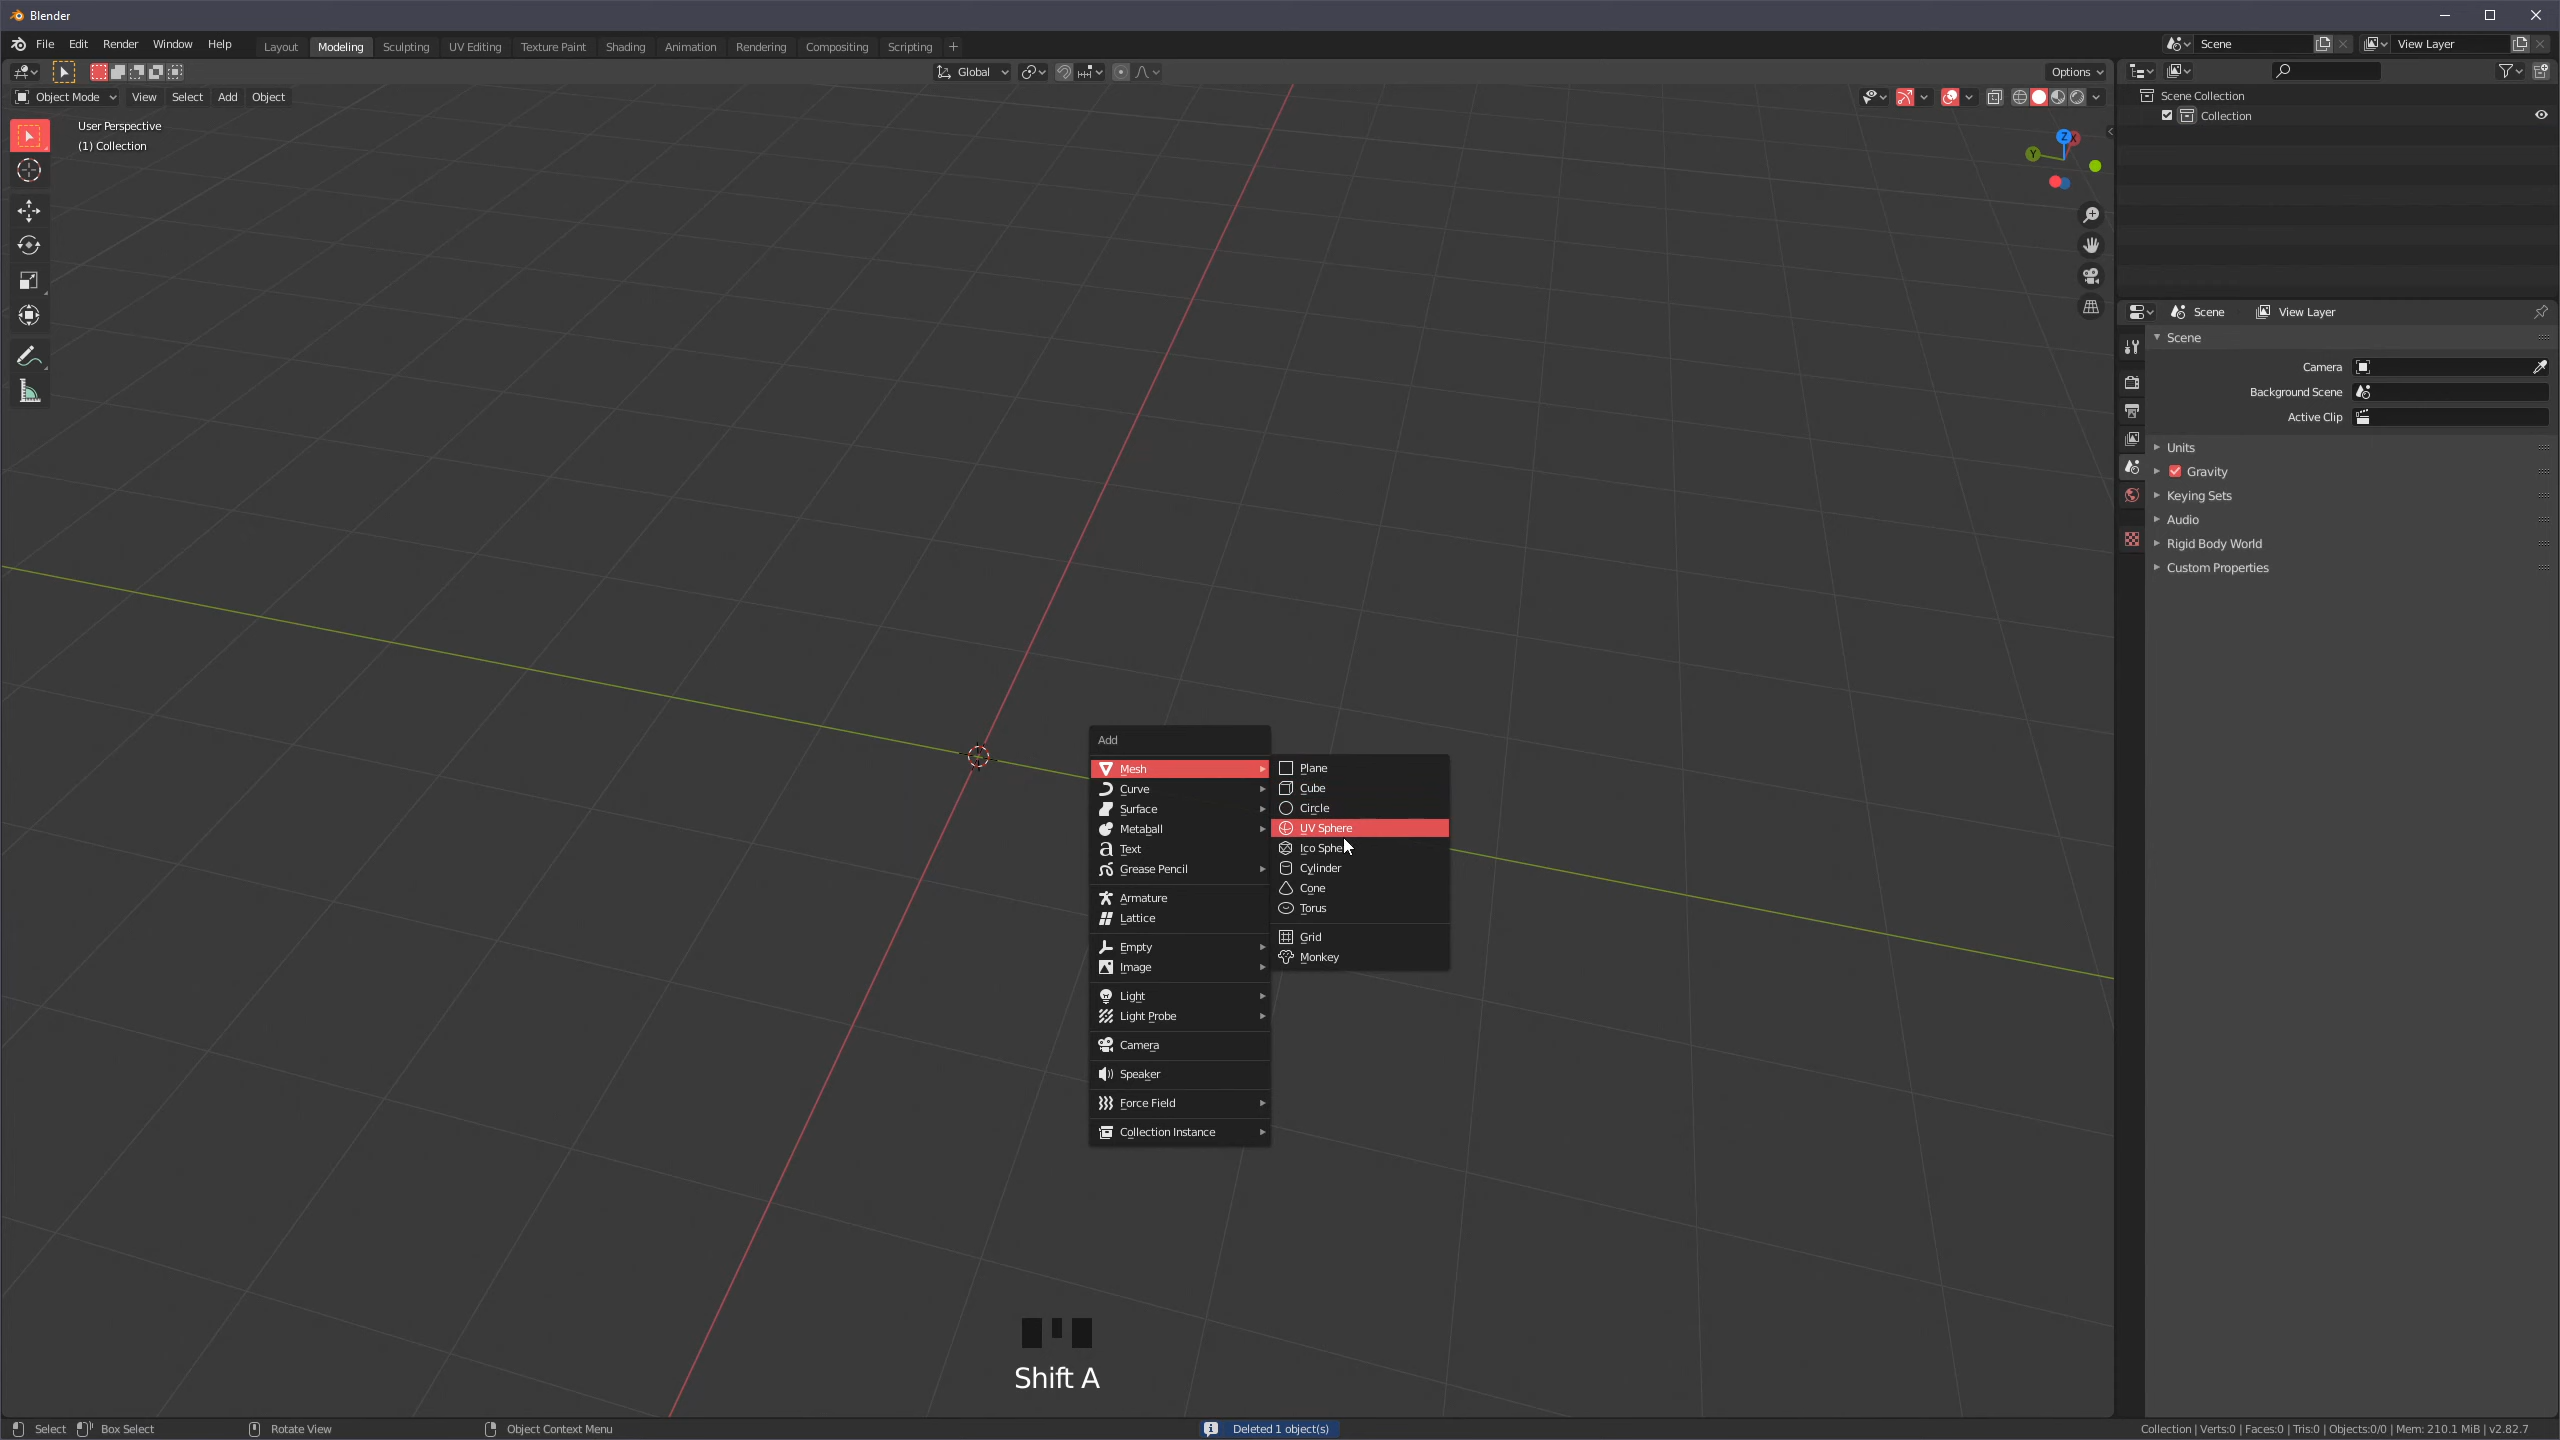 Blender
File Edit Render Window Help Layout Modeling Sculpting UV Editing Texture Paint Shading Animation Rendering Compositing Scripting + Scene View Layer
Global Options
Object Mode View Select Add Object
User Perspective
(1) Collection
Z X
Y
Scene Collection
Collection
Scene View Layer
Scene
Camera
Background Scene
Active Clip
Units
Gravity
Keying Sets
Audio
Rigid Body World
Custom Properties
Add
Mesh
Curve
Surface
Metaball
Text
Grease Pencil
Armature
Lattice
Empty
Image
Light
Light Probe
Camera
Speaker
Force Field
Collection Instance
Plane
Cube
Circle
UV Sphere
Cylinder
Cone
Torus
Grid
Monkey
Shift A
Select Box Select Rotate View Object Context Menu Deleted 1 object(s) Collection | Verts:0 | Faces:0 | Tris:0 | Objects:0/0 | Mem: 210.1 MiB | v2.82.7